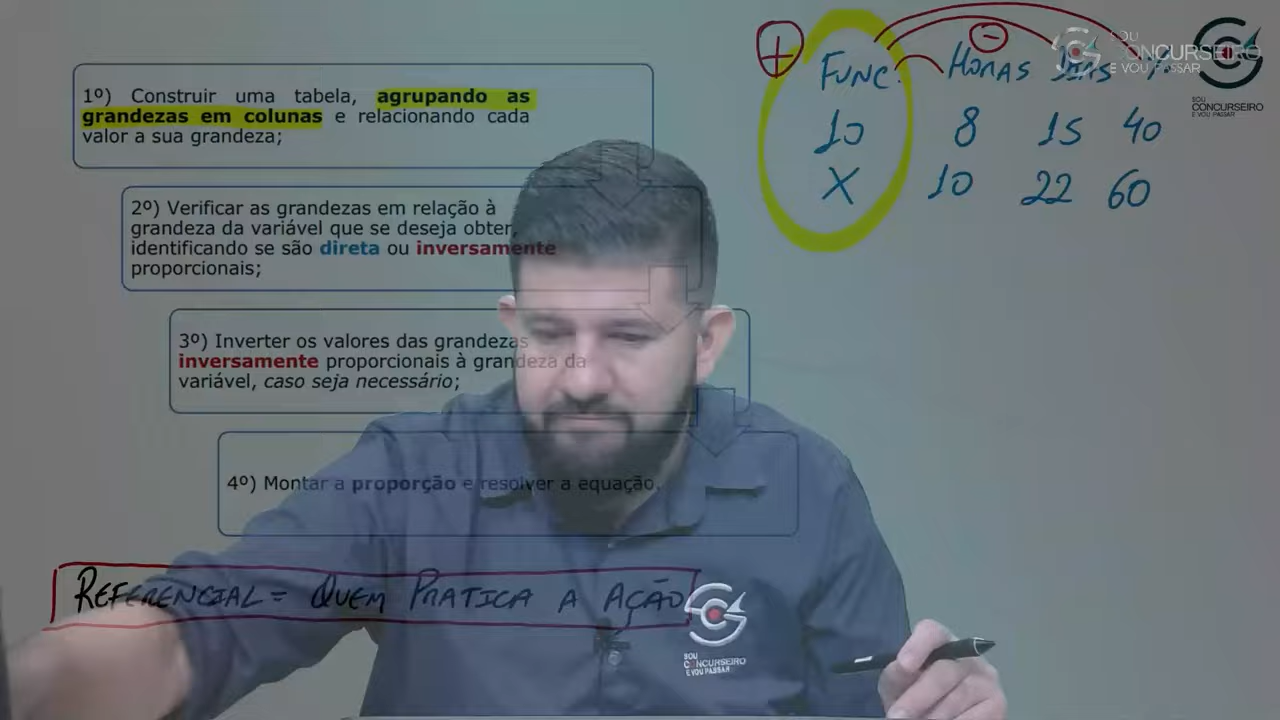 1º) Construir uma tabela, agrupando as
grandezas em colunas e relacionando cada
valor a sua grandeza;
2º) Verificar as grandezas em relação à
grandeza da variável que se deseja obter,
identificando se são direta ou inversamente
proporcionais;
3º) Inverter os valores das grandezas
inversamente proporcionais à grandeza da
variável, caso seja necessário;
4º) Montar a proporção e resolver a equação.
REFERENCIAL = QUEM PRATICA A AÇÃO
+ -
FUNC HORAS DIAS %
10 8 15 40
X 10 22 60
SOU
CONCURSEIRO
E VOU PASSAR
SOU
CONCURSEIRO
E VOU PASSAR
SOU
CONCURSEIRO
E VOU PASSAR